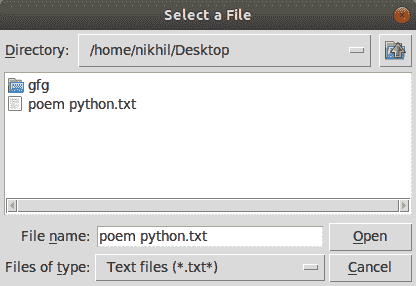 Select a File
Directory: /home/nikhil/Desktop
gfg
poem python.txt
File name: poem python.txt Open
Files of type: Text files (*.txt*) Cancel